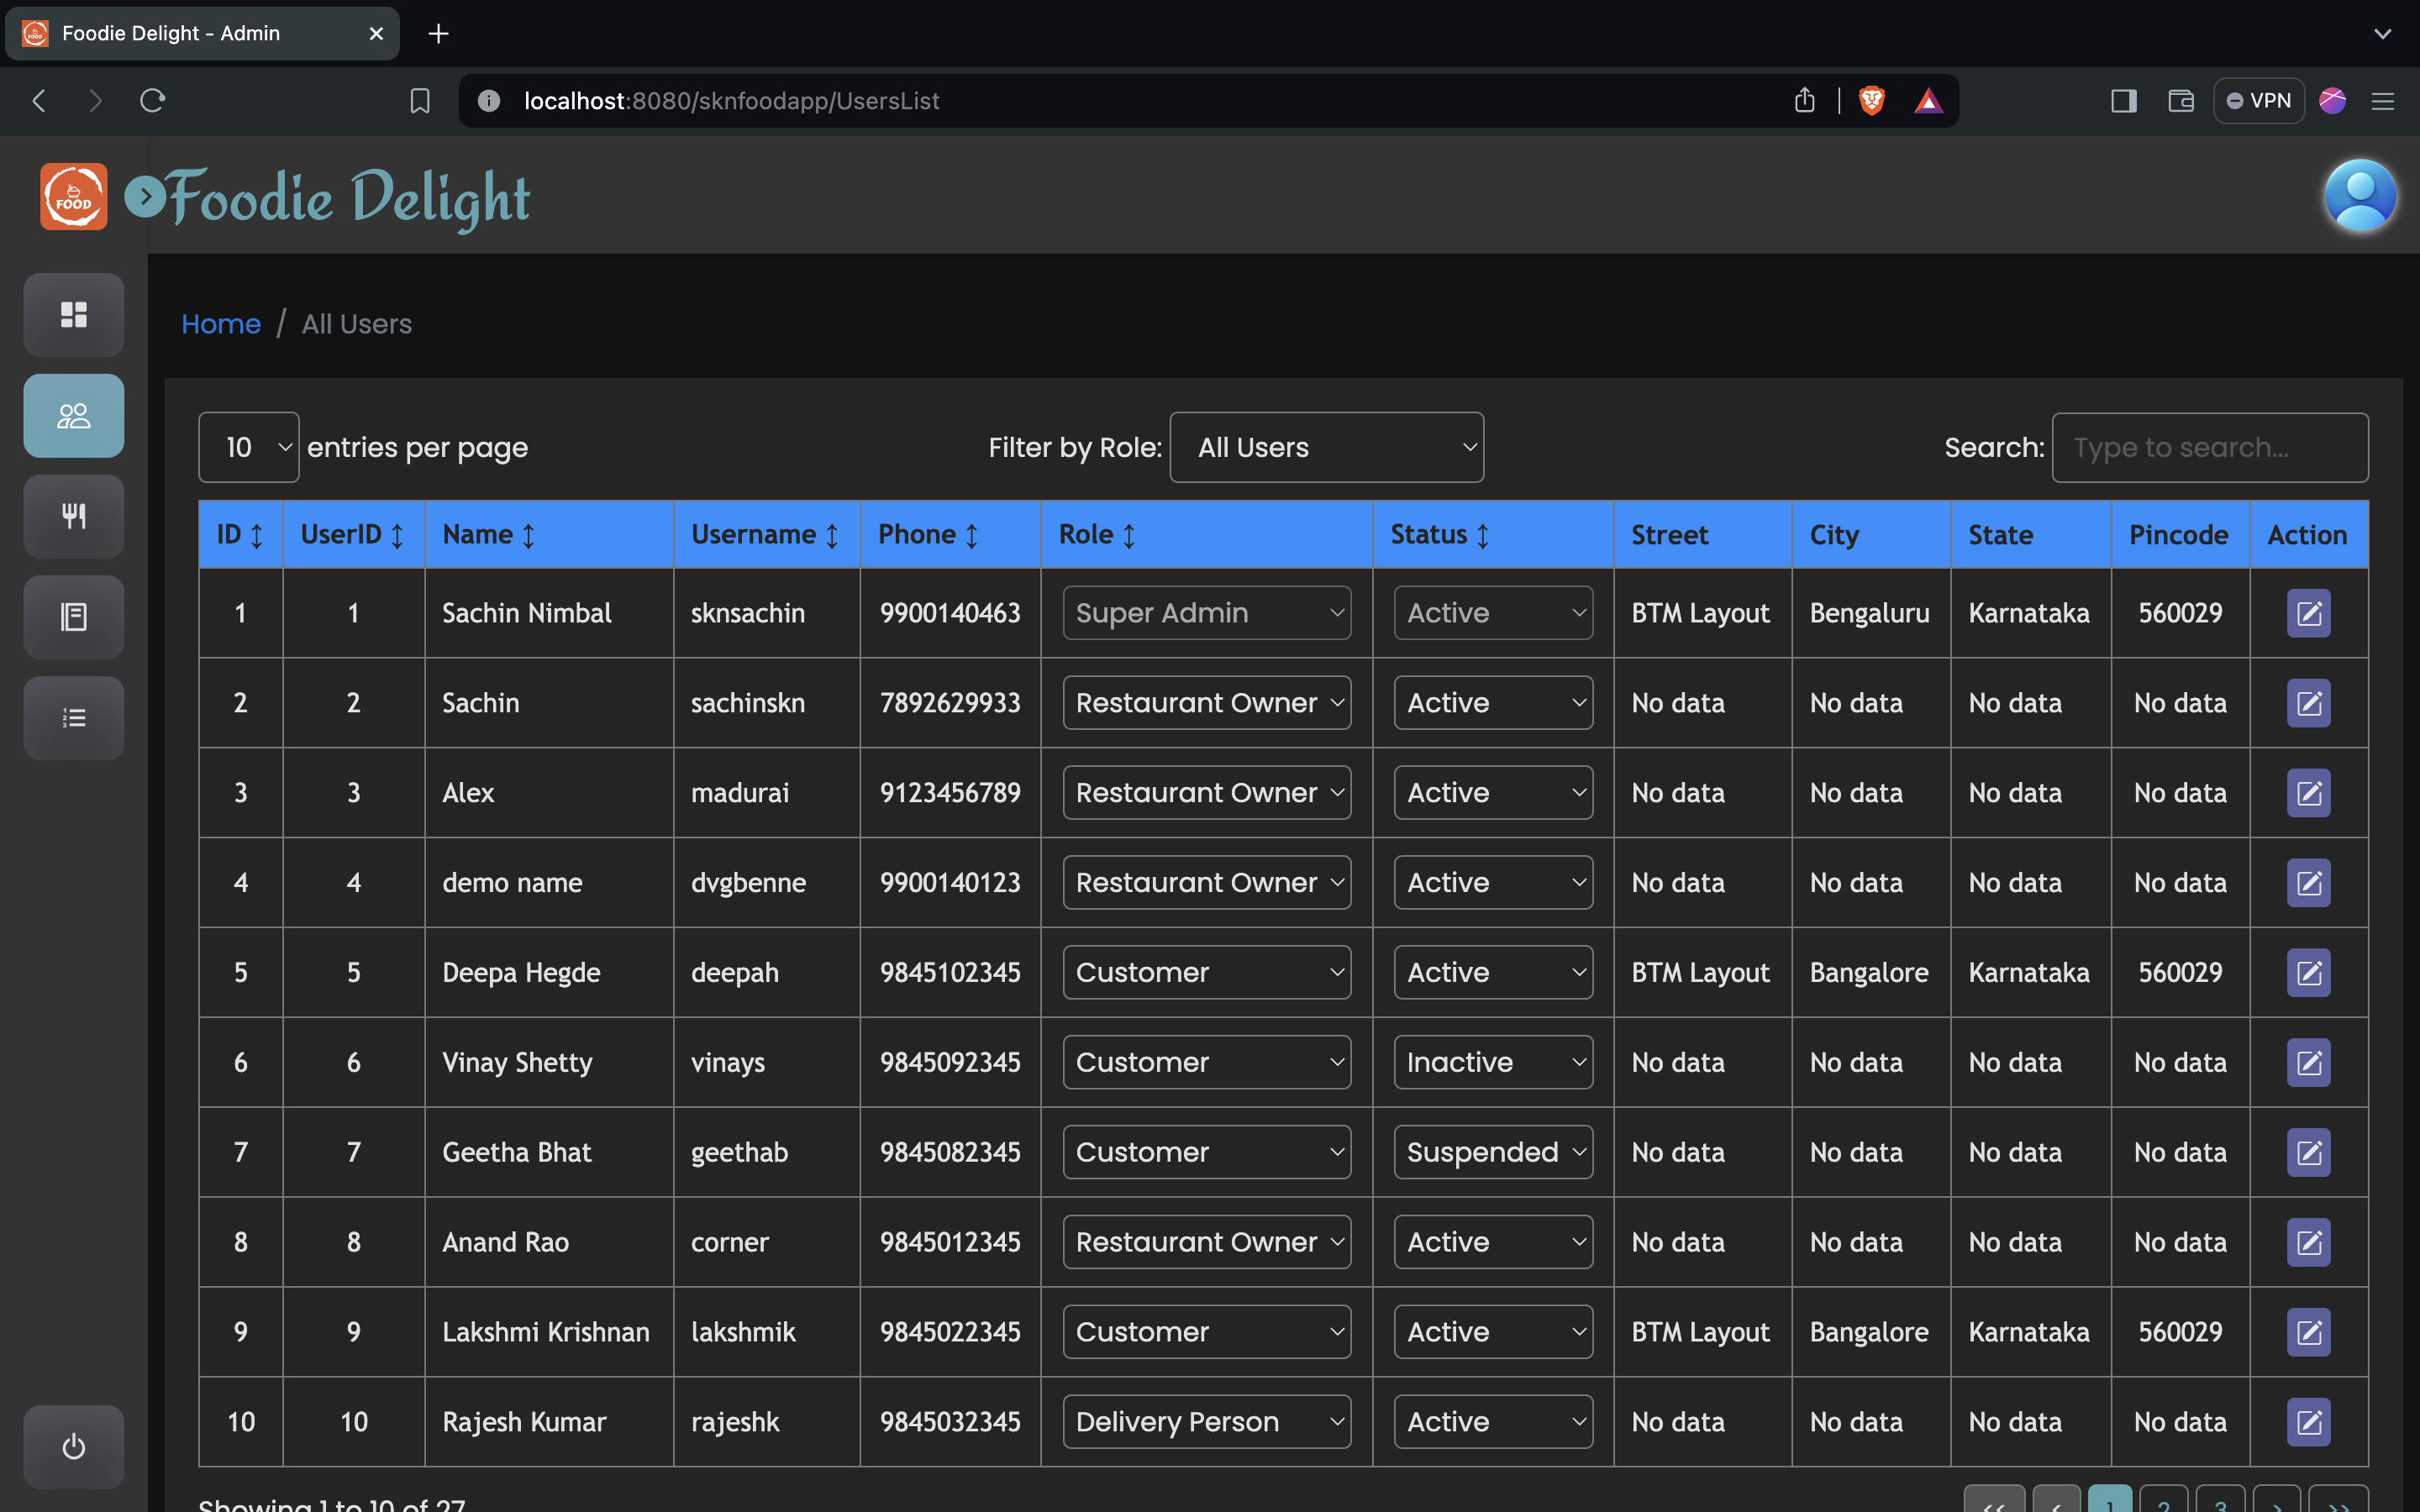 Foodie Delight - Admin
localhost:8080/sknfoodapp/UsersList
VPN
FOOD
Foodie Delight
Home / All Users
10 entries per page
Filter by Role: All Users
Search: Type to search...
ID UserID Name Username Phone Role Status Street City State Pincode Action
1 1 Sachin Nimbal sknsachin 9900140463 Super Admin Active BTM Layout Bengaluru Karnataka 560029
2 2 Sachin sachinskn 7892629933 Restaurant Owner Active No data No data No data No data
3 3 Alex madurai 9123456789 Restaurant Owner Active No data No data No data No data
4 4 demo name dvgbenne 9900140123 Restaurant Owner Active No data No data No data No data
5 5 Deepa Hegde deepah 9845102345 Customer Active BTM Layout Bangalore Karnataka 560029
6 6 Vinay Shetty vinays 9845092345 Customer Inactive No data No data No data No data
7 7 Geetha Bhat geethab 9845082345 Customer Suspended No data No data No data No data
8 8 Anand Rao corner 9845012345 Restaurant Owner Active No data No data No data No data
9 9 Lakshmi Krishnan lakshmik 9845022345 Customer Active BTM Layout Bangalore Karnataka 560029
10 10 Rajesh Kumar rajeshk 9845032345 Delivery Person Active No data No data No data No data
Showing 1 to 10 of 27
<< < 1 2 3 > >>